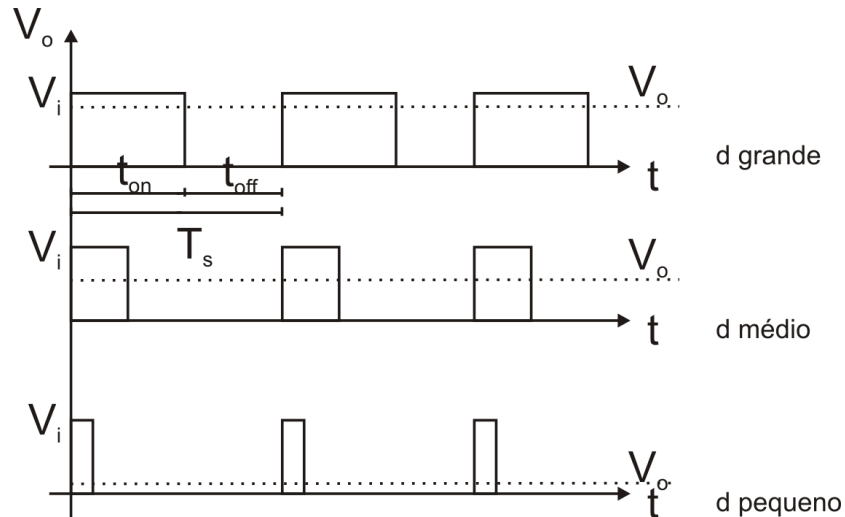 Vo
Vi
Vo
d grande
ton
toff
t
Ts
Vi
Vo
t
d médio
Vi
Vo
t
d pequeno